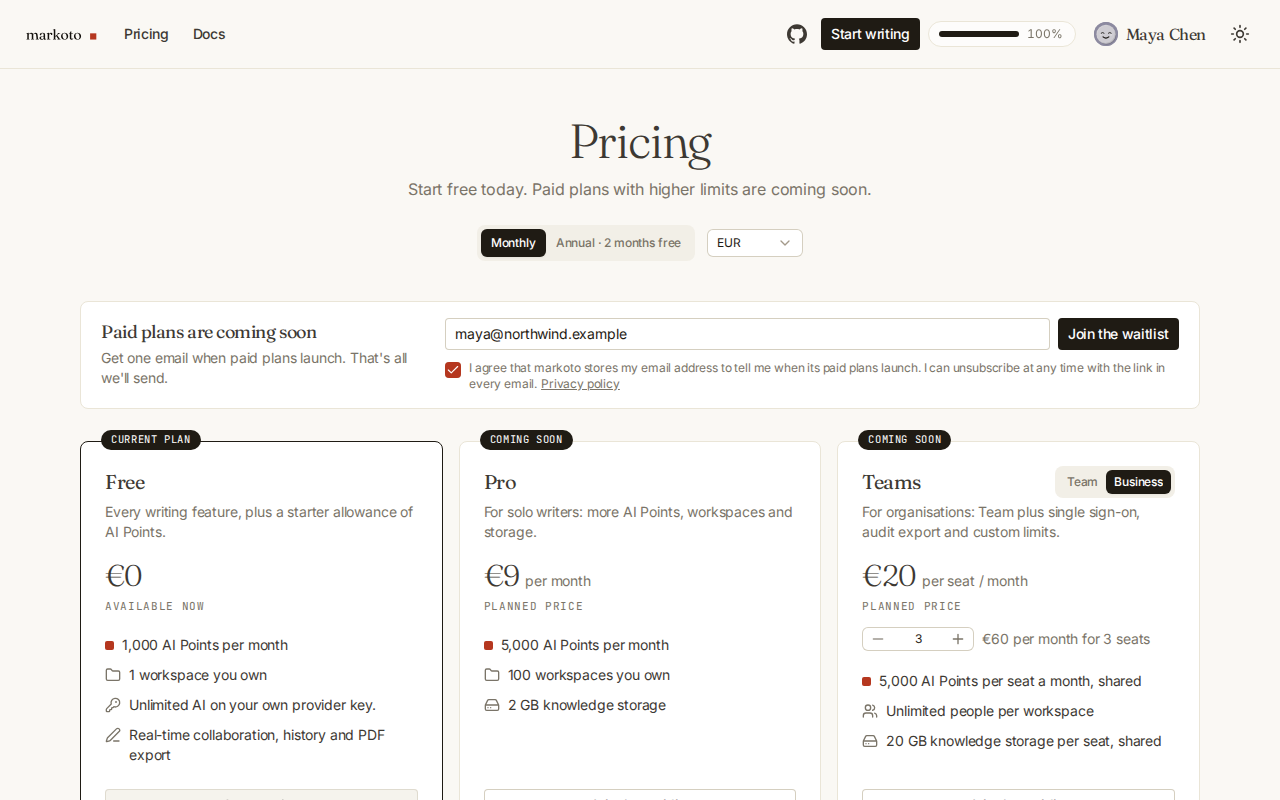 markoto
Pricing
Docs
Start writing
100%
Maya Chen
Pricing
Start free today. Paid plans with higher limits are coming soon.
Monthly
Annual · 2 months free
EUR
Paid plans are coming soon
Get one email when paid plans launch. That's all
we'll send.
maya@northwind.example
Join the waitlist
I agree that markoto stores my email address to tell me when its paid plans launch. I can unsubscribe at any time with the link in
every email. Privacy policy
CURRENT PLAN
Free
Every writing feature, plus a starter allowance of
AI Points.
€0
AVAILABLE NOW
1,000 AI Points per month
1 workspace you own
Unlimited AI on your own provider key.
Real-time collaboration, history and PDF
export
COMING SOON
Pro
For solo writers: more AI Points, workspaces and
storage.
€9 per month
PLANNED PRICE
5,000 AI Points per month
100 workspaces you own
2 GB knowledge storage
COMING SOON
Teams
Team
Business
For organisations: Team plus single sign-on,
audit export and custom limits.
€20 per seat / month
PLANNED PRICE
3
€60 per month for 3 seats
5,000 AI Points per seat a month, shared
Unlimited people per workspace
20 GB knowledge storage per seat, shared